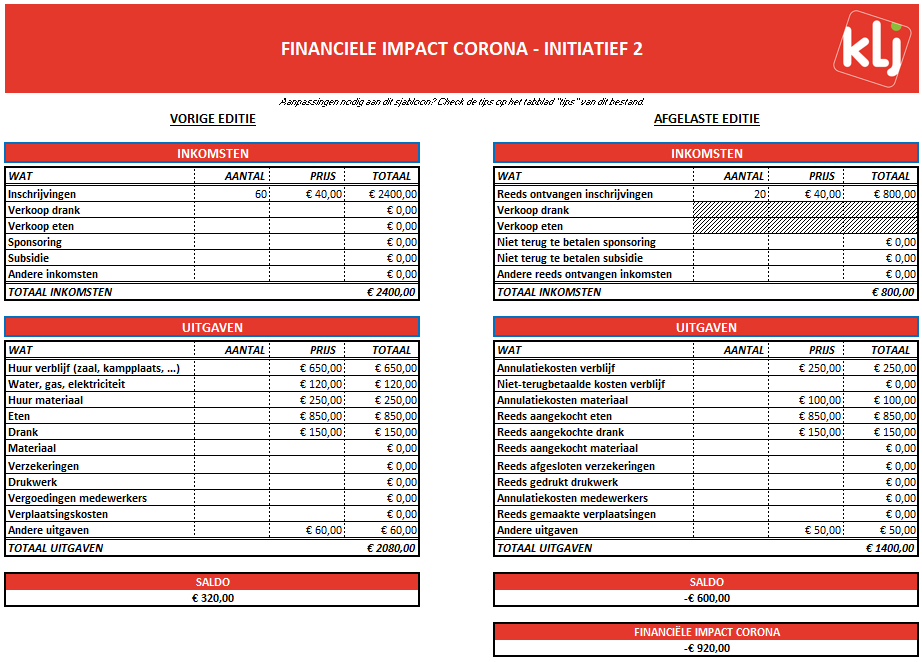 FINANCIELE IMPACT CORONA - INITIATIEF 2
klj
Aanpassingen nodig aan dit sjabloon? Check de tips op het tabblad "tips" van dit bestand.
VORIGE EDITIE
INKOMSTEN
WAT AANTAL PRIJS TOTAAL
Inschrijvingen 60 € 40,00 € 2400,00
Verkoop drank € 0,00
Verkoop eten € 0,00
Sponsoring € 0,00
Subsidie € 0,00
Andere inkomsten € 0,00
TOTAAL INKOMSTEN € 2400,00
UITGAVEN
WAT AANTAL PRIJS TOTAAL
Huur verblijf (zaal, kampplaats, ...) € 650,00 € 650,00
Water, gas, elektriciteit € 120,00 € 120,00
Huur materiaal € 250,00 € 250,00
Eten € 850,00 € 850,00
Drank € 150,00 € 150,00
Materiaal € 0,00
Verzekeringen € 0,00
Drukwerk € 0,00
Vergoedingen medewerkers € 0,00
Verplaatsingskosten € 0,00
Andere uitgaven € 60,00 € 60,00
TOTAAL UITGAVEN € 2080,00
SALDO
€ 320,00
AFGELASTE EDITIE
INKOMSTEN
WAT AANTAL PRIJS TOTAAL
Reeds ontvangen inschrijvingen 20 € 40,00 € 800,00
Verkoop drank
Verkoop eten
Niet terug te betalen sponsoring € 0,00
Niet terug te betalen subsidie € 0,00
Andere reeds ontvangen inkomsten € 0,00
TOTAAL INKOMSTEN € 800,00
UITGAVEN
WAT AANTAL PRIJS TOTAAL
Annulatiekosten verblijf € 250,00 € 250,00
Niet-terugbetaalde kosten verblijf € 0,00
Annulatiekosten materiaal € 100,00 € 100,00
Reeds aangekocht eten € 850,00 € 850,00
Reeds aangekochte drank € 150,00 € 150,00
Reeds aangekocht materiaal € 0,00
Reeds afgesloten verzekeringen € 0,00
Reeds gedrukt drukwerk € 0,00
Annulatiekosten medewerkers € 0,00
Reeds gemaakte verplaatsingen € 0,00
Andere uitgaven € 50,00 € 50,00
TOTAAL UITGAVEN € 1400,00
SALDO
-€ 600,00
FINANCIËLE IMPACT CORONA
-€ 920,00